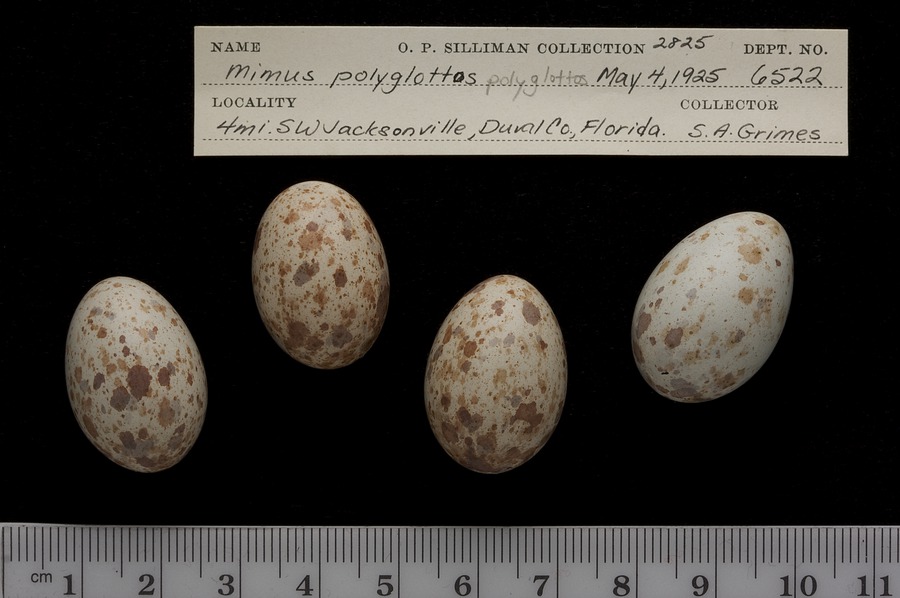 NAME O. P. SILLIMAN COLLECTION 2825 DEPT. NO.
Mimus polyglottos polyglottos May 4, 1925 6522
LOCALITY COLLECTOR
4mi. SW Jacksonville, Duval Co., Florida. S. A. Grimes
cm 1 2 3 4 5 6 7 8 9 10 11